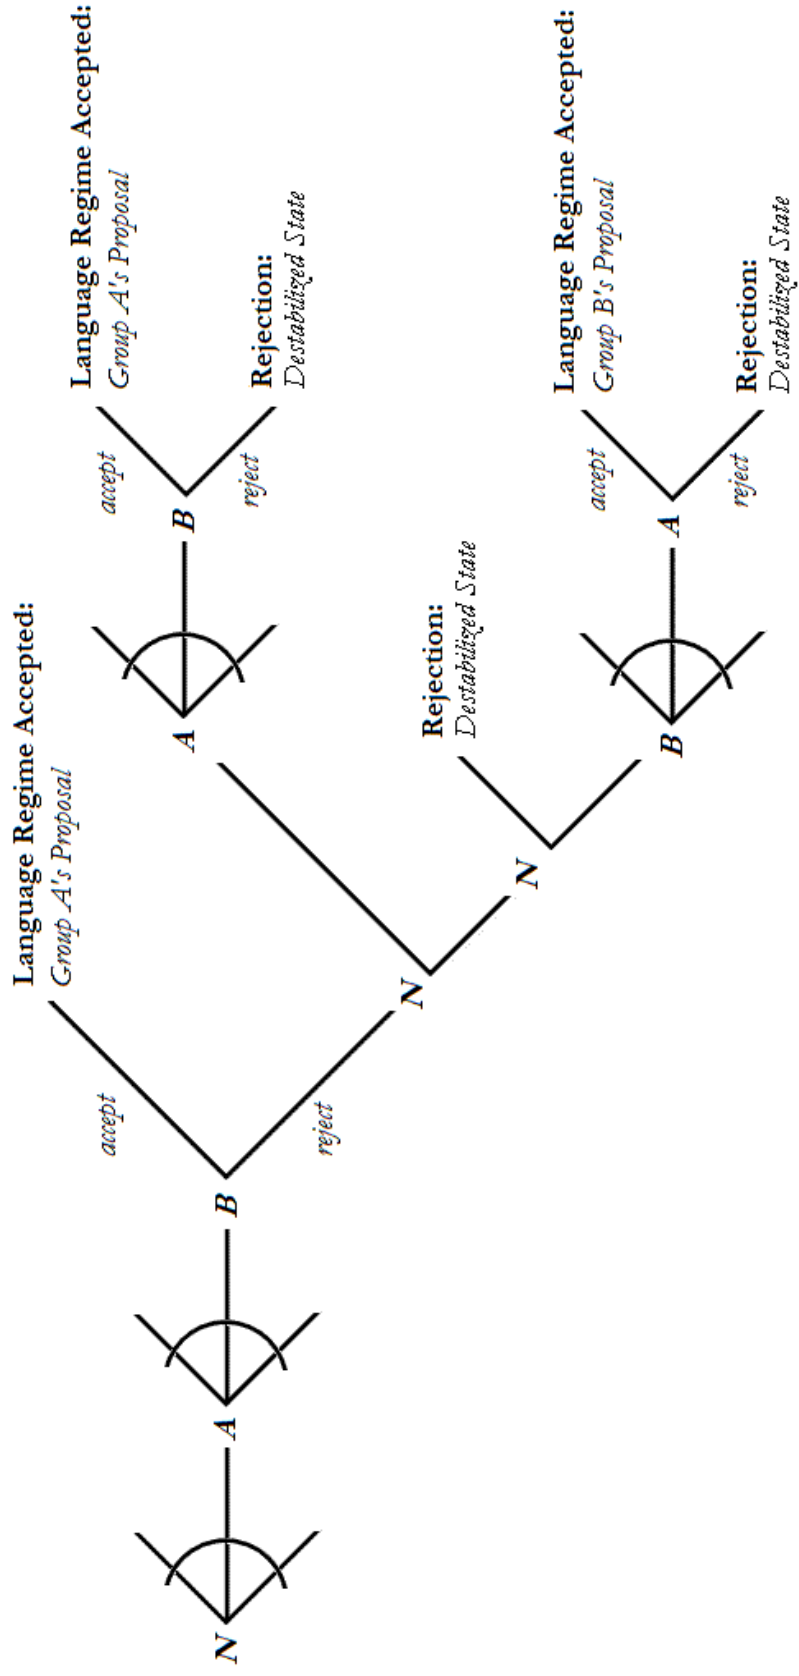 Language Regime Accepted:
Group A's Proposal
Language Regime Accepted:
Group A's Proposal
accept
accept
A
B
N
A
B
reject
Rejection:
Destabilized State
reject
N
Rejection:
Destabilized State
N
Language Regime Accepted:
Group B's Proposal
accept
B
A
reject
Rejection:
Destabilized State